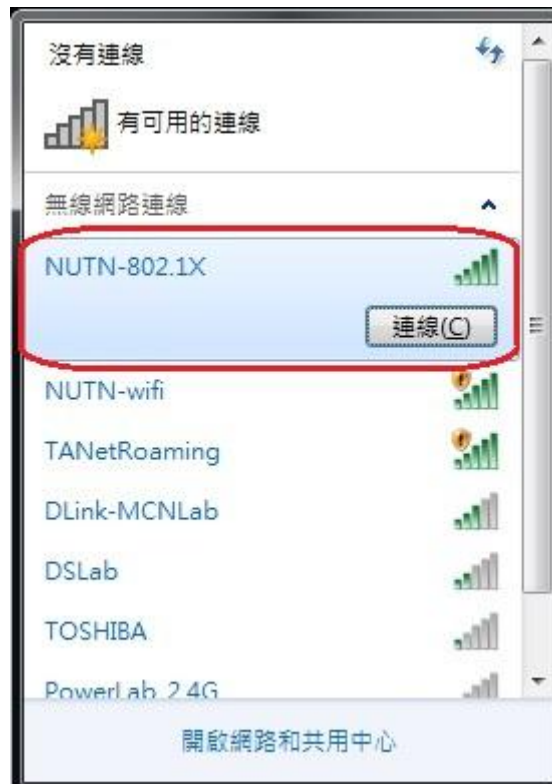 沒有連線
有可用的連線
無線網路連線
NUTN-802.1X
連線(C)
NUTN-wifi
TANetRoaming
DLink-MCNLab
DSLab
TOSHIBA
PowerLab_2.4G
開啟網路和共用中心